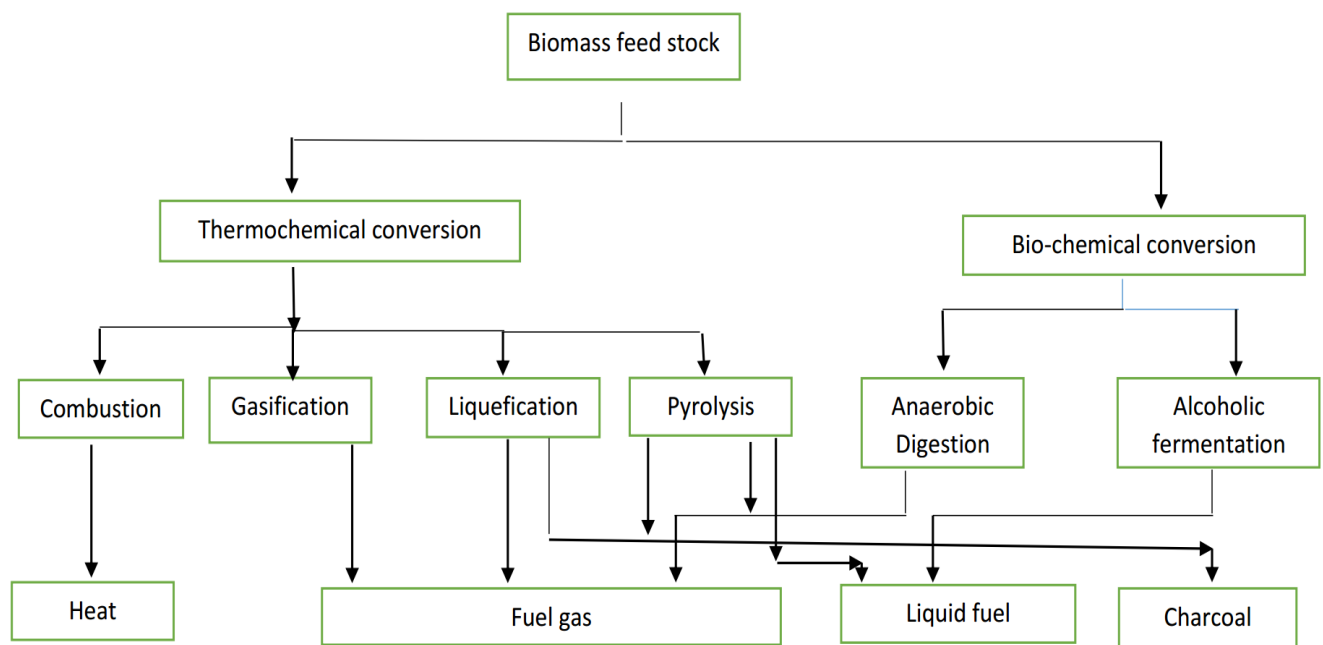 Biomass feed stock
Thermochemical conversion
Bio-chemical conversion
Combustion
Gasification
Liquefication
Pyrolysis
Anaerobic
Digestion
Alcoholic
fermentation
Heat
Fuel gas
Liquid fuel
Charcoal